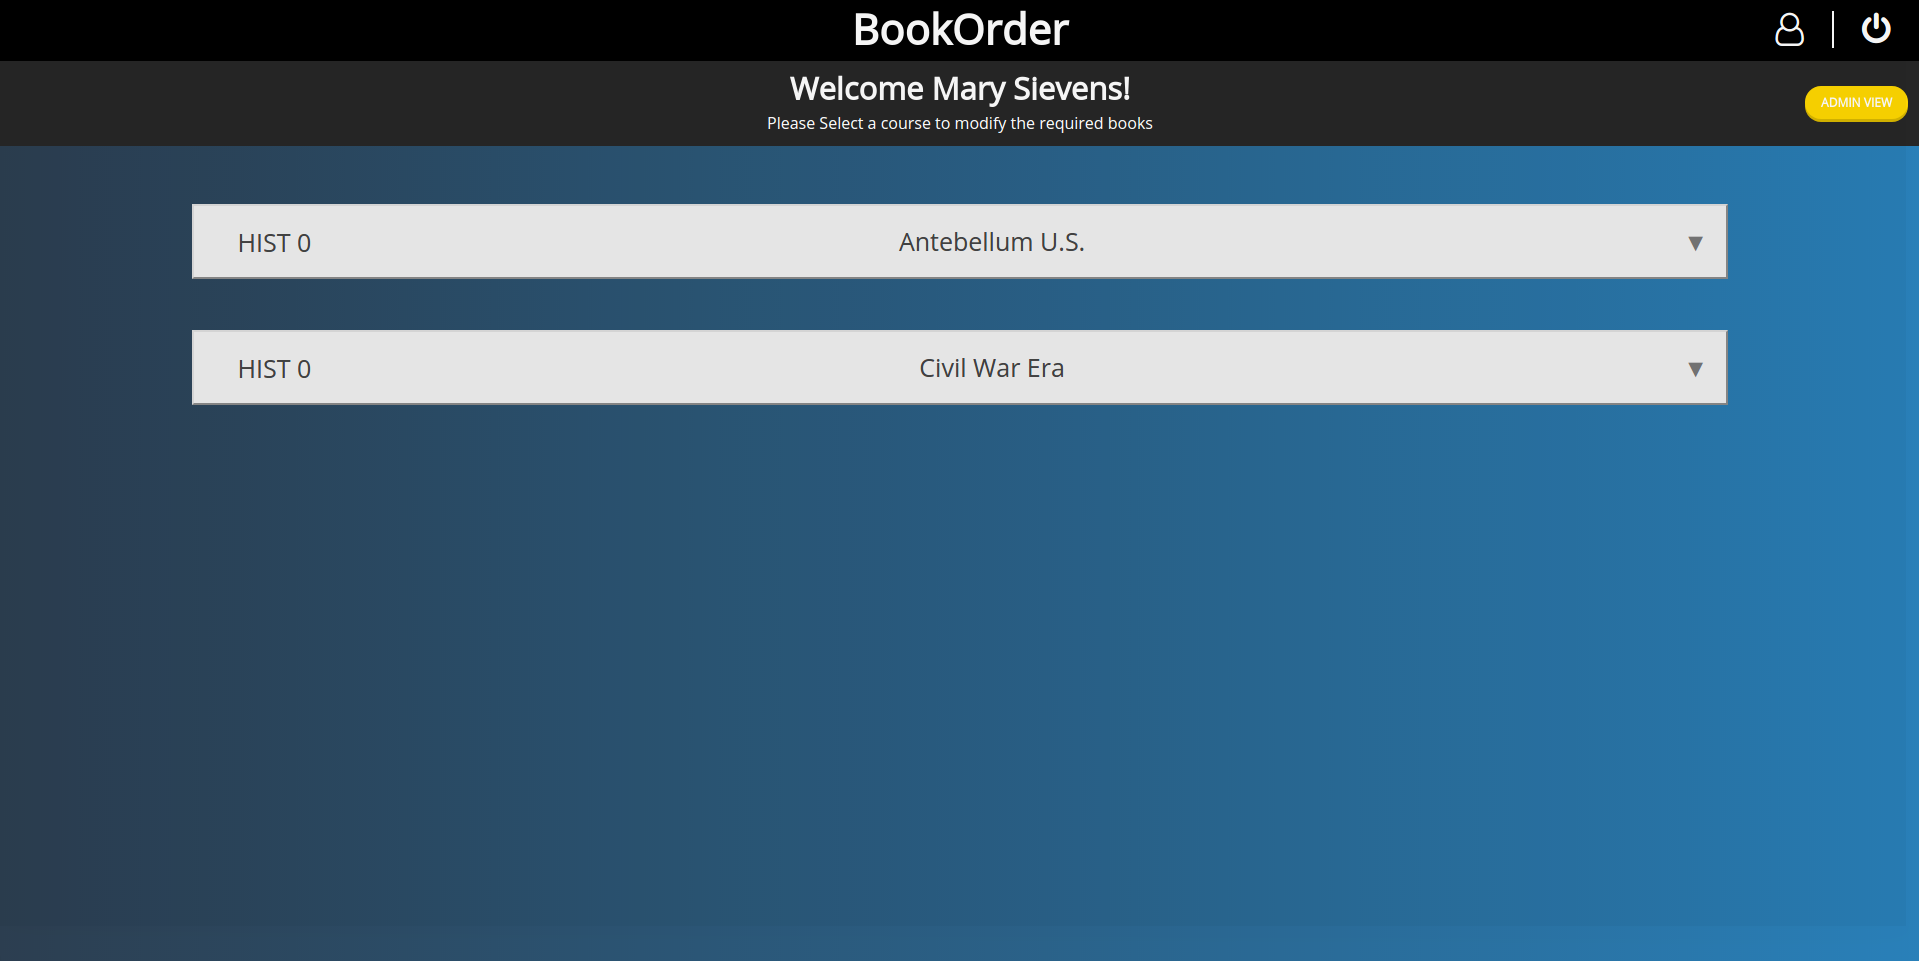 BookOrder
Welcome Mary Sievens!
Please Select a course to modify the required books
ADMIN VIEW
HIST 0 Antebellum U.S. ▼
HIST 0 Civil War Era ▼